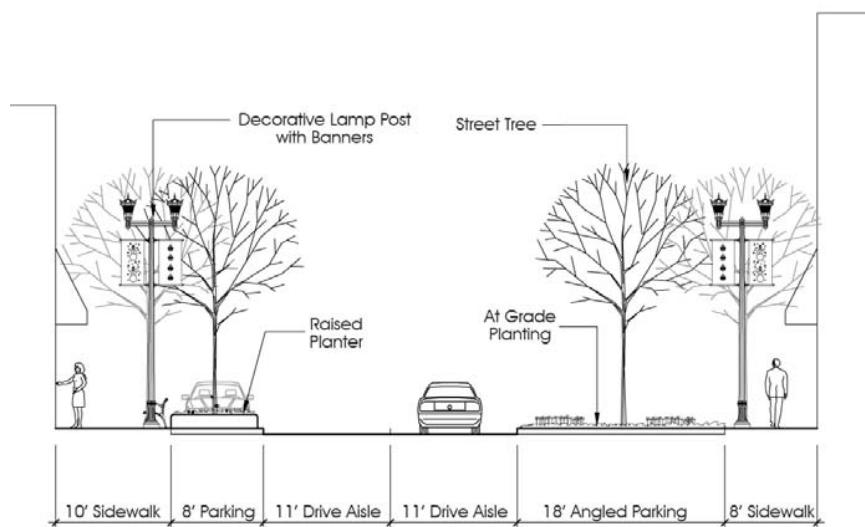 Decorative Lamp Post
with Banners
Street Tree
Raised
Planter
At Grade
Planting
10' Sidewalk
8' Parking
11' Drive Aisle
11' Drive Aisle
18' Angled Parking
8' Sidewalk